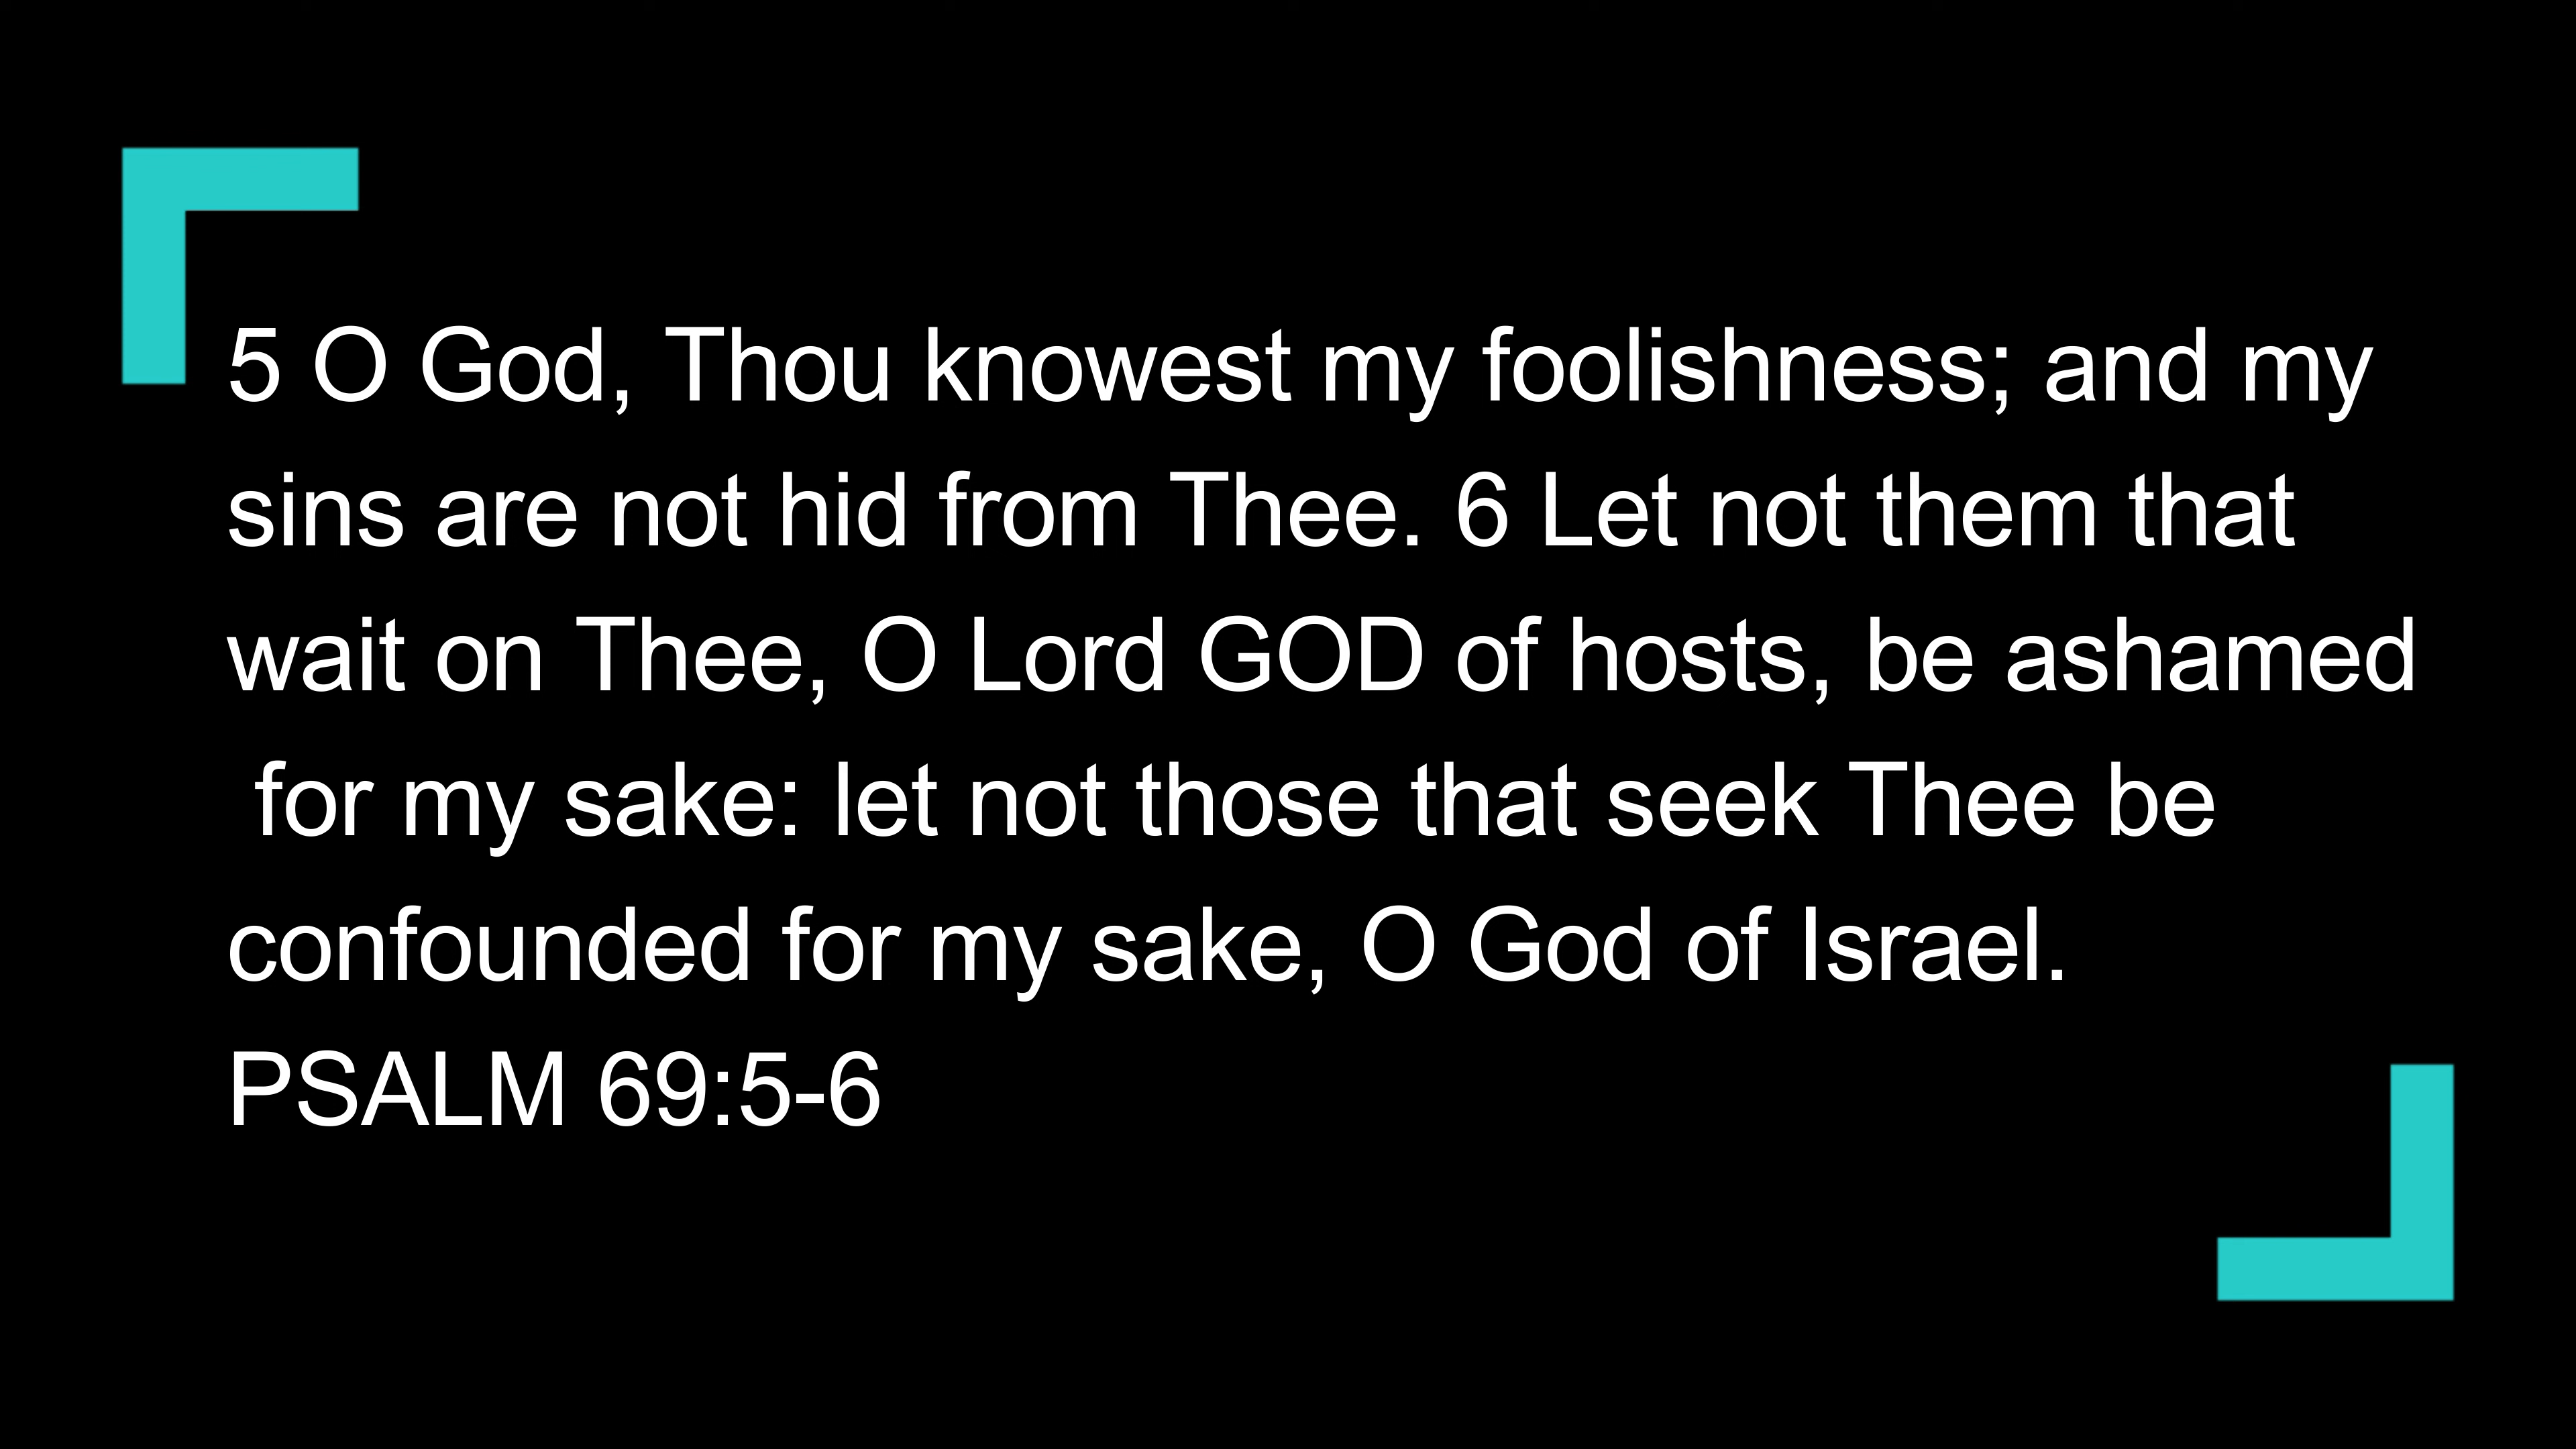 5 O God, Thou knowest my foolishness; and my
sins are not hid from Thee. 6 Let not them that
wait on Thee, O Lord GOD of hosts, be ashamed
for my sake: let not those that seek Thee be
confounded for my sake, O God of Israel.
PSALM 69:5-6